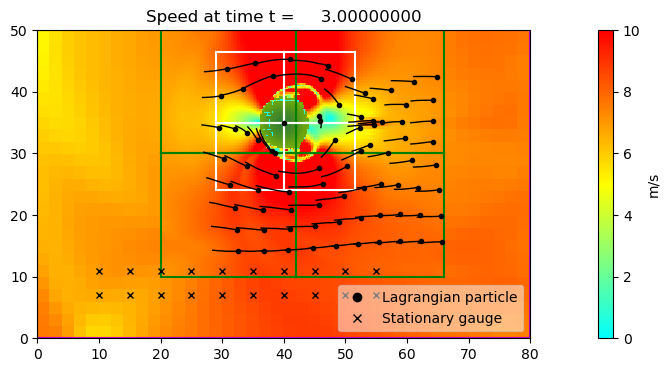 Speed at time t = 3.00000000
50
40
30
20
10
0
0 10 20 30 40 50 60 70 80
Lagrangian particle
Stationary gauge
10
8
6
4
2
0
m/s